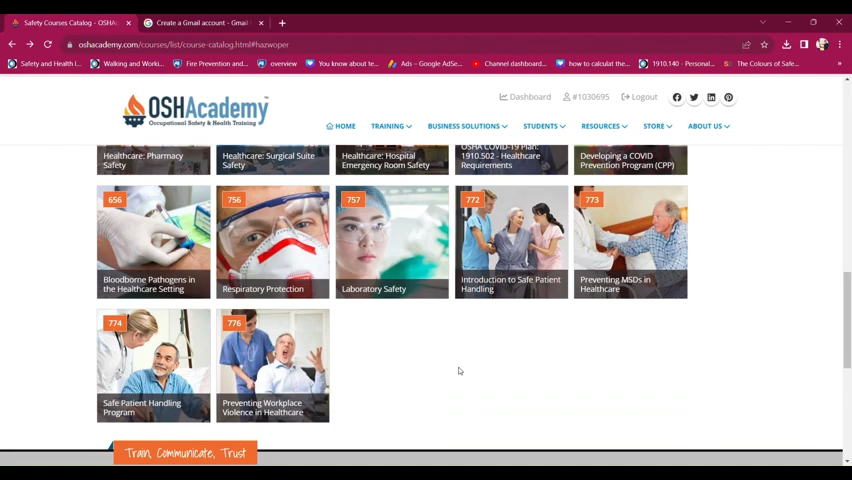 Safety Courses Catalog - OSHA
Create a Gmail account - Gmail
oshacademy.com/courses/list/course-catalog.html#hazwoper
Safety and Health I...
Walking and Worki...
Fire Prevention and...
overview
You know about te...
Ads – Google AdSe...
Channel dashboard...
how to calculat the...
1910.140 - Personal...
The Colours of Safe...
»
OSHAcademy™
Occupational Safety & Health Training
Dashboard
#1030695
Logout
HOME
TRAINING
BUSINESS SOLUTIONS
STUDENTS
RESOURCES
STORE
ABOUT US
Healthcare: Pharmacy
Safety
Healthcare: Surgical Suite
Safety
Healthcare: Hospital
Emergency Room Safety
OSHA COVID-19 Plan:
1910.502 - Healthcare
Requirements
Developing a COVID
Prevention Program (CPP)
656
Bloodborne Pathogens in
the Healthcare Setting
756
Respiratory Protection
757
Laboratory Safety
772
Introduction to Safe Patient
Handling
773
Preventing MSDs in
Healthcare
774
Safe Patient Handling
Program
776
Preventing Workplace
Violence in Healthcare
Train, Communicate, Trust